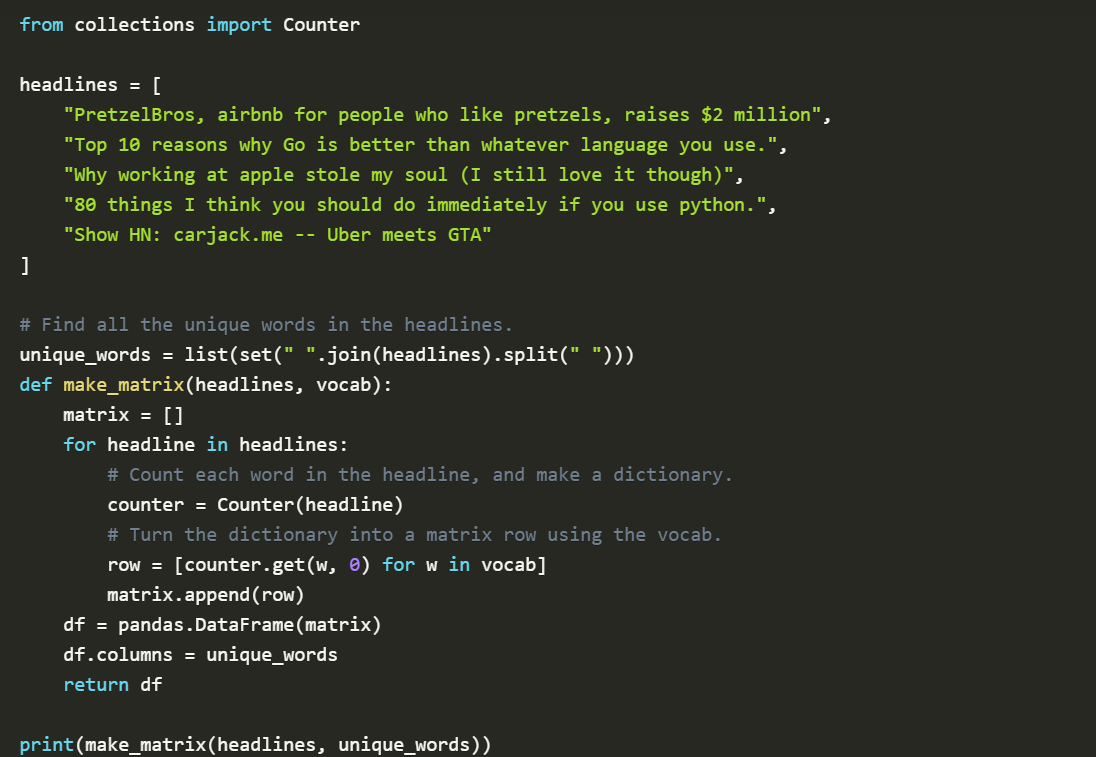 from collections import Counter

headlines = [
    "PretzelBros, airbnb for people who like pretzels, raises $2 million",
    "Top 10 reasons why Go is better than whatever language you use.",
    "Why working at apple stole my soul (I still love it though)",
    "80 things I think you should do immediately if you use python.",
    "Show HN: carjack.me -- Uber meets GTA"
]

# Find all the unique words in the headlines.
unique_words = list(set(" ".join(headlines).split(" ")))
def make_matrix(headlines, vocab):
    matrix = []
    for headline in headlines:
        # Count each word in the headline, and make a dictionary.
        counter = Counter(headline)
        # Turn the dictionary into a matrix row using the vocab.
        row = [counter.get(w, 0) for w in vocab]
        matrix.append(row)
    df = pandas.DataFrame(matrix)
    df.columns = unique_words
    return df

print(make_matrix(headlines, unique_words))